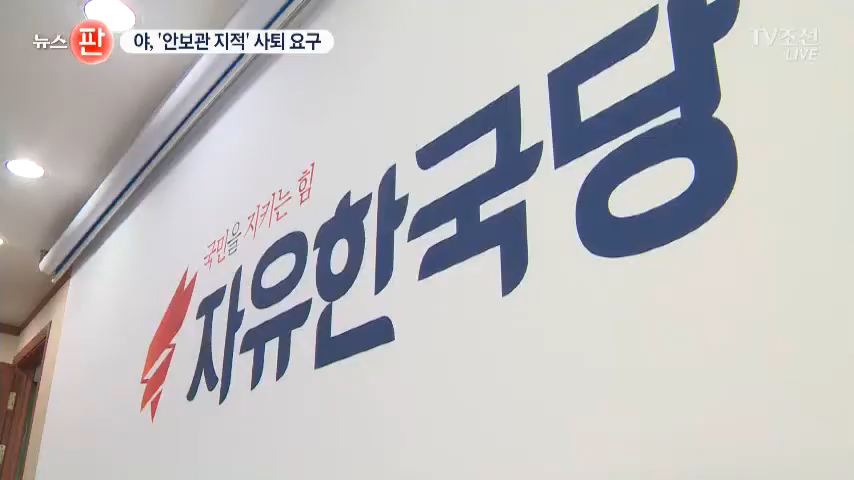 뉴스 판
야, '안보관 지적' 사퇴 요구
TV조선
LIVE
국민을 지키는 힘
자유한국당